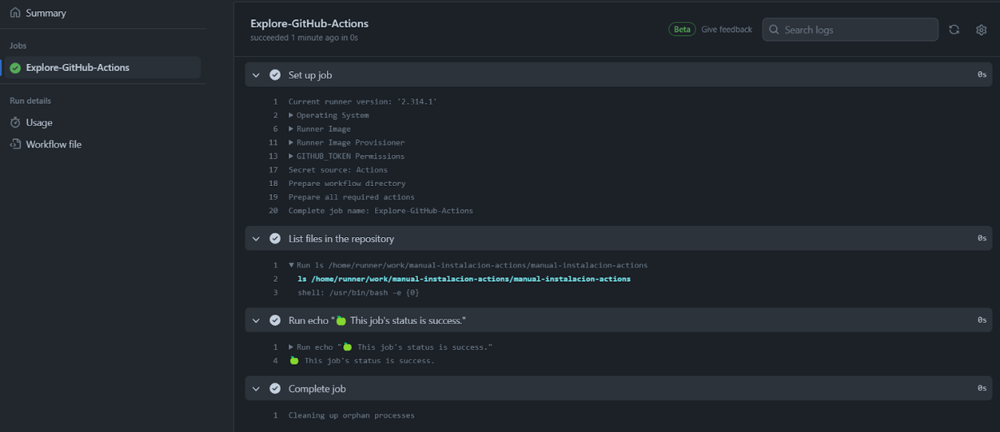 Summary
Jobs
Explore-GitHub-Actions
Run details
Usage
Workflow file
Explore-GitHub-Actions
succeeded 1 minute ago in 0s
Beta Give feedback Search logs
Set up job 0s
1 Current runner version: '2.314.1'
2 Operating System
6 Runner Image
11 Runner Image Provisioner
13 GITHUB_TOKEN Permissions
17 Secret source: Actions
18 Prepare workflow directory
19 Prepare all required actions
20 Complete job name: Explore-GitHub-Actions
List files in the repository 0s
1 Run ls /home/runner/work/manual-instalacion-actions/manual-instalacion-actions
2 ls /home/runner/work/manual-instalacion-actions/manual-instalacion-actions
3 shell: /usr/bin/bash -e {0}
Run echo "🍏 This job's status is success." 0s
1 Run echo "🍏 This job's status is success."
4 🍏 This job's status is success.
Complete job 0s
1 Cleaning up orphan processes